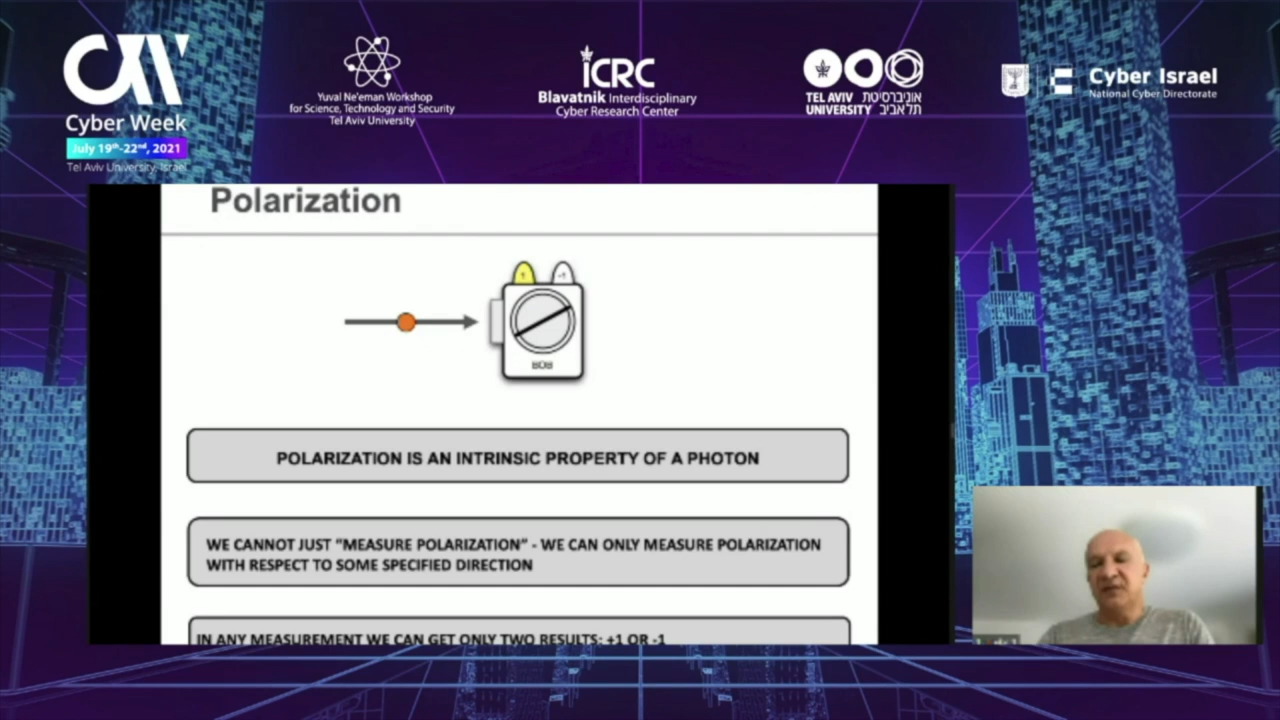 Cyber Week
July 19th-22nd, 2021
Tel Aviv University, Israel
Yuval Ne'eman Workshop
for Science, Technology and Security
Tel Aviv University
iCRC
Blavatnik Interdisciplinary
Cyber Research Center
TEL AVIV אוניברסיטת
UNIVERSITY תל אביב
Cyber Israel
National Cyber Directorate
Polarization
1 -1
BOB
POLARIZATION IS AN INTRINSIC PROPERTY OF A PHOTON
WE CANNOT JUST “MEASURE POLARIZATION” - WE CAN ONLY MEASURE POLARIZATION
WITH RESPECT TO SOME SPECIFIED DIRECTION
IN ANY MEASUREMENT WE CAN GET ONLY TWO RESULTS: +1 OR -1